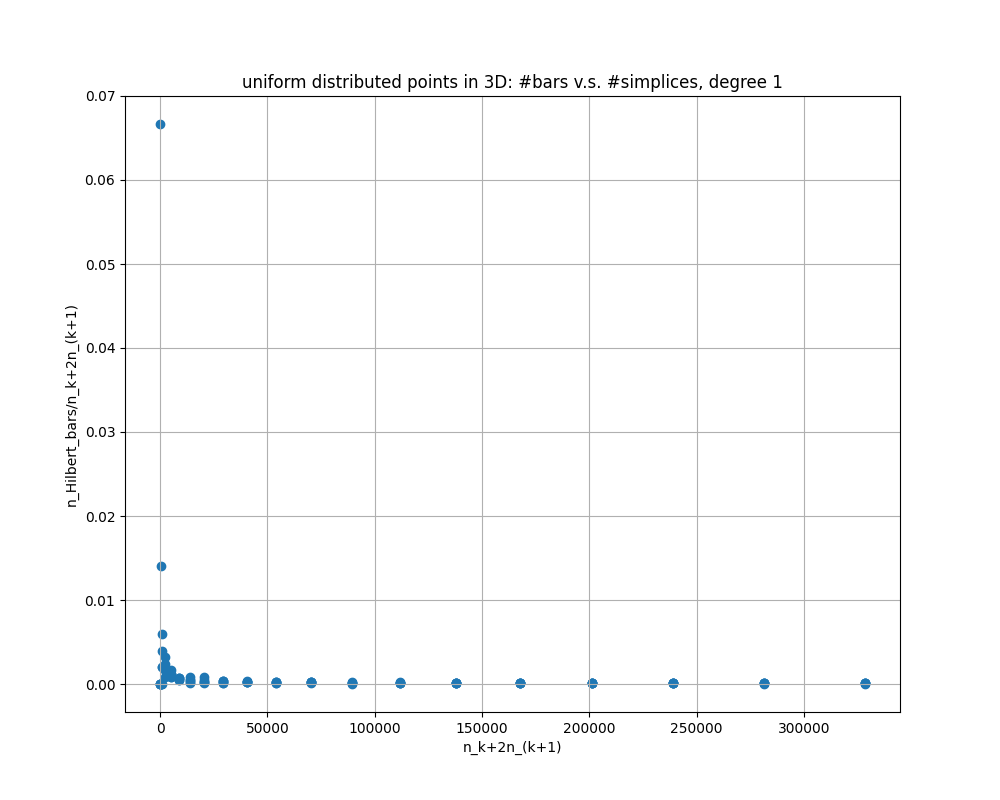 uniform distributed points in 3D: #bars v.s. #simplices, degree 1
0.07
0.06
0.05
0.04
0.03
0.02
0.01
0.00
n_Hilbert_bars/n_k+2n_(k+1)
0 50000 100000 150000 200000 250000 300000
n_k+2n_(k+1)